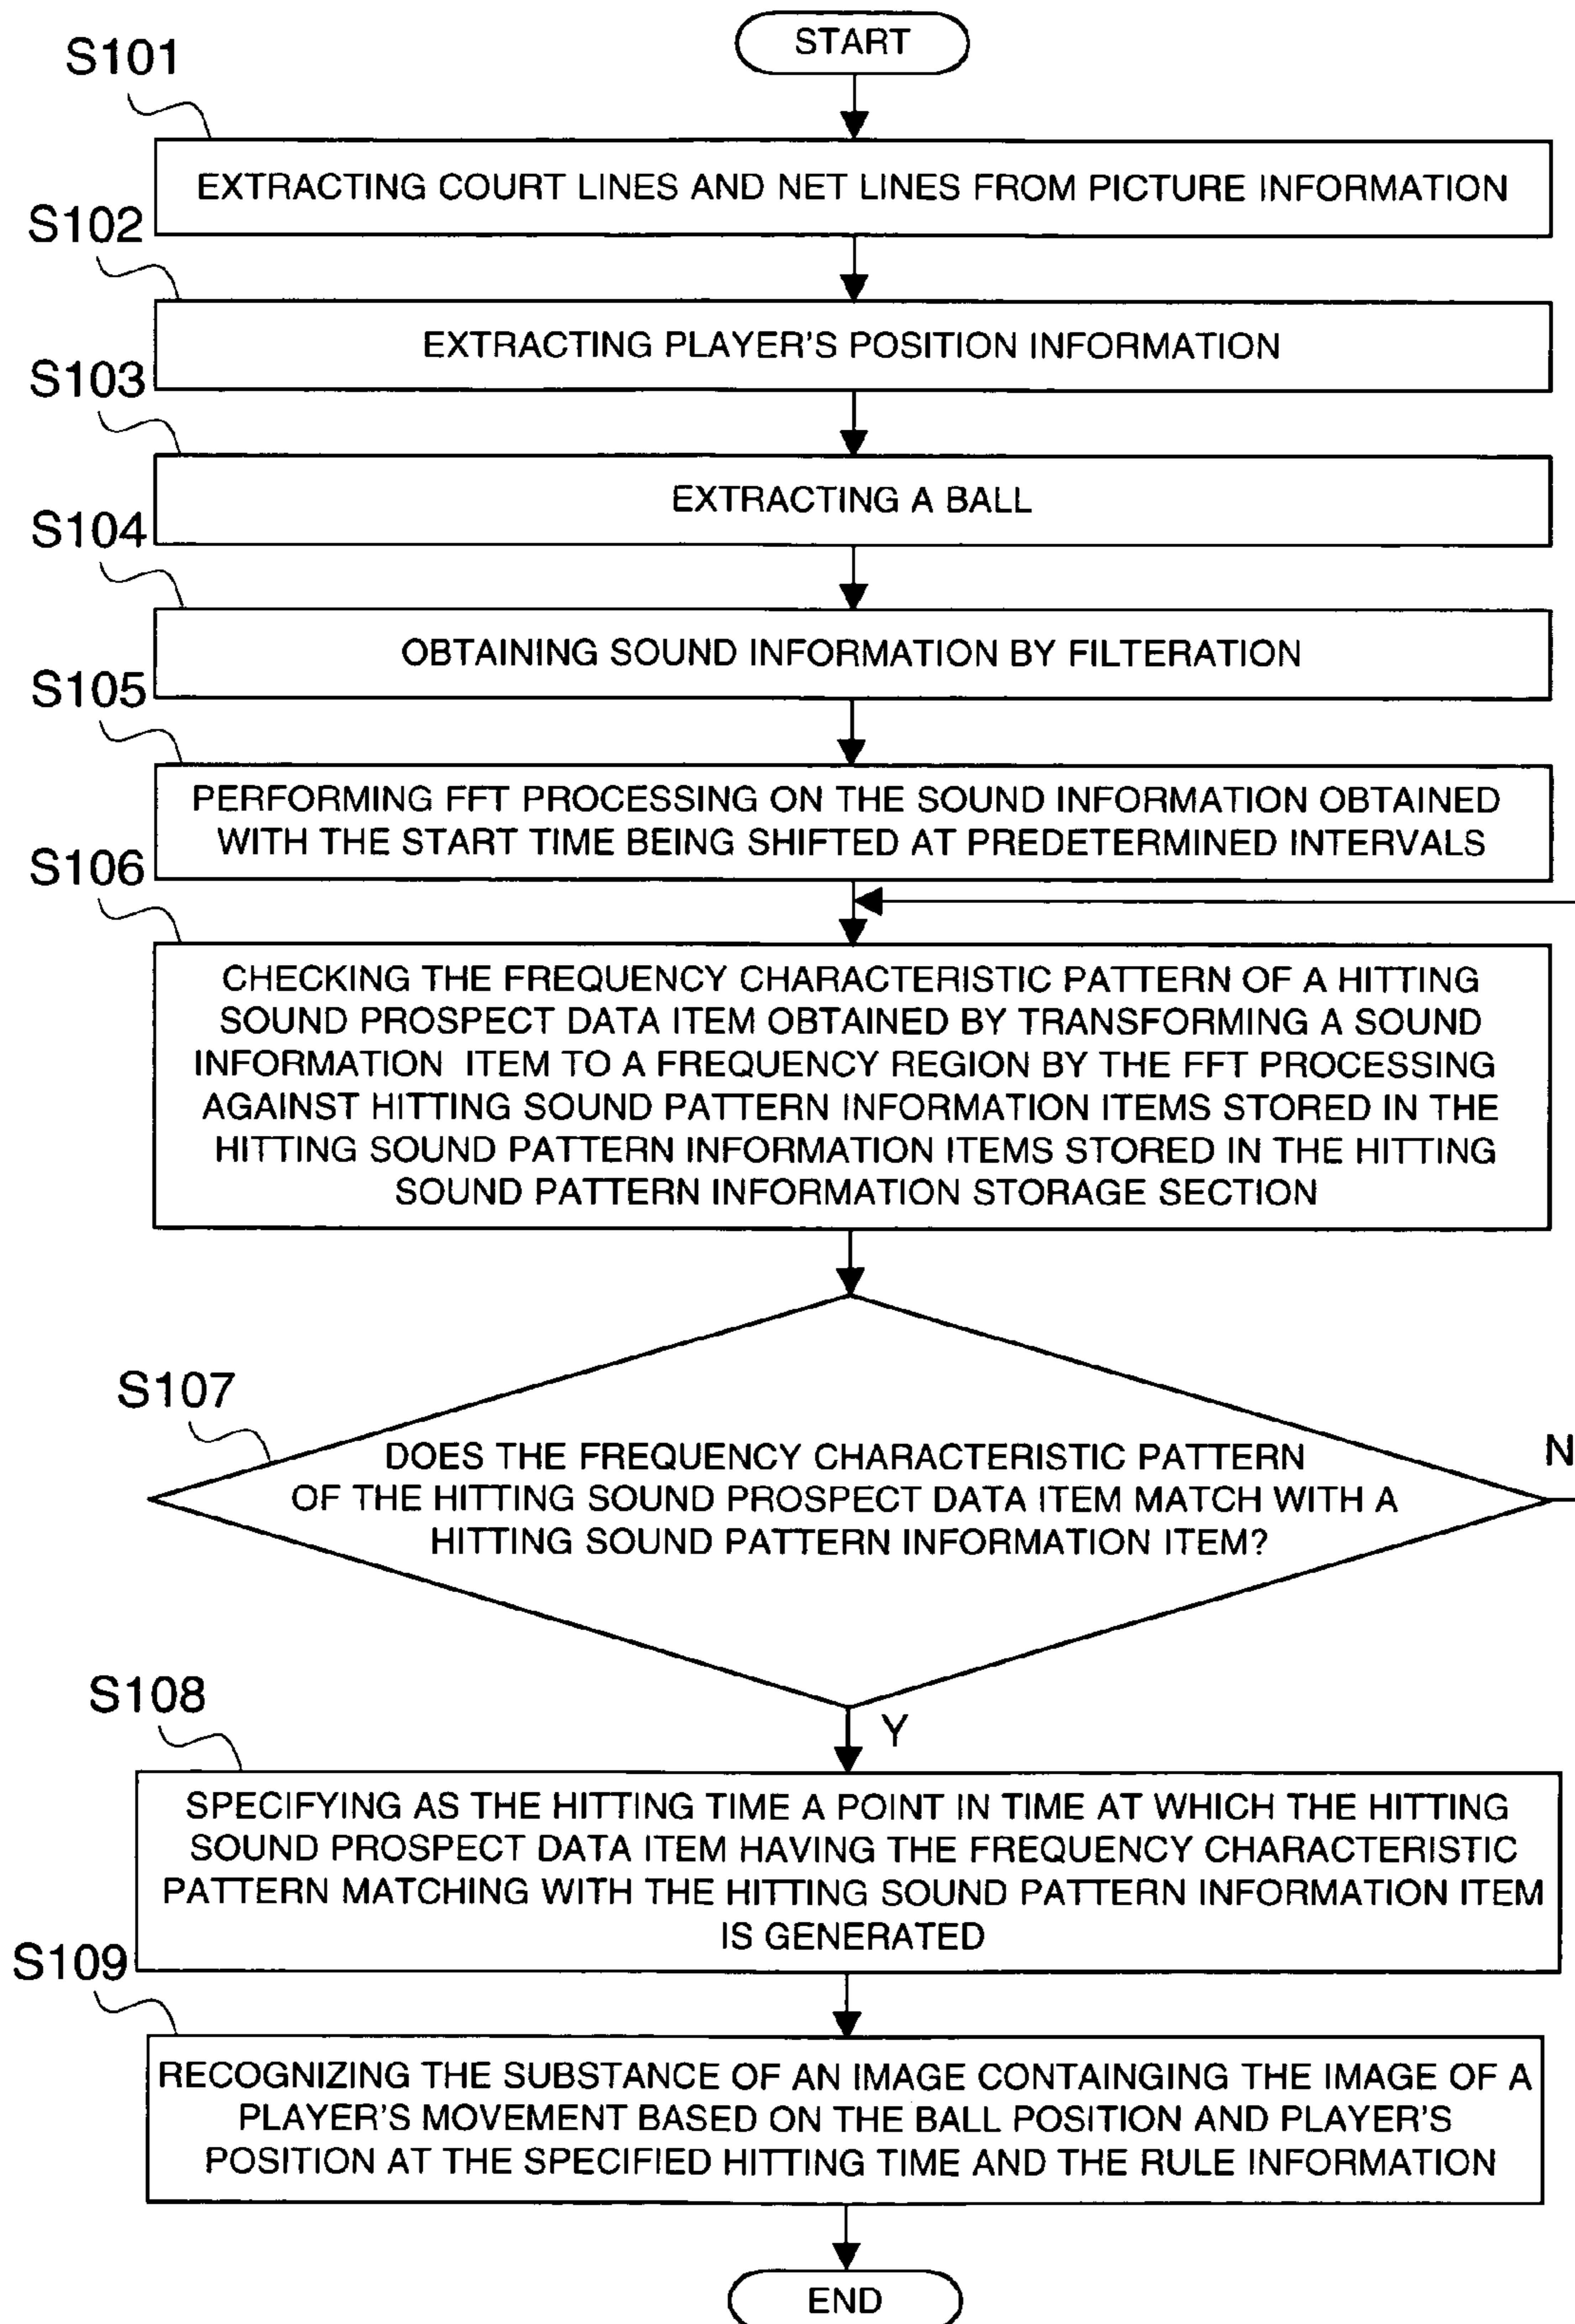 START
S101
EXTRACTING COURT LINES AND NET LINES FROM PICTURE INFORMATION
S102
EXTRACTING PLAYER'S POSITION INFORMATION
S103
EXTRACTING A BALL
S104
OBTAINING SOUND INFORMATION BY FILTERATION
S105
PERFORMING FFT PROCESSING ON THE SOUND INFORMATION OBTAINED
WITH THE START TIME BEING SHIFTED AT PREDETERMINED INTERVALS
S106
CHECKING THE FREQUENCY CHARACTERISTIC PATTERN OF A HITTING
SOUND PROSPECT DATA ITEM OBTAINED BY TRANSFORMING A SOUND
INFORMATION ITEM TO A FREQUENCY REGION BY THE FFT PROCESSING
AGAINST HITTING SOUND PATTERN INFORMATION ITEMS STORED IN THE
HITTING SOUND PATTERN INFORMATION ITEMS STORED IN THE HITTING
SOUND PATTERN INFORMATION STORAGE SECTION
S107
DOES THE FREQUENCY CHARACTERISTIC PATTERN
OF THE HITTING SOUND PROSPECT DATA ITEM MATCH WITH A
HITTING SOUND PATTERN INFORMATION ITEM?
N
Y
S108
SPECIFYING AS THE HITTING TIME A POINT IN TIME AT WHICH THE HITTING
SOUND PROSPECT DATA ITEM HAVING THE FREQUENCY CHARACTERISTIC
PATTERN MATCHING WITH THE HITTING SOUND PATTERN INFORMATION ITEM
IS GENERATED
S109
RECOGNIZING THE SUBSTANCE OF AN IMAGE CONTAINGING THE IMAGE OF A
PLAYER'S MOVEMENT BASED ON THE BALL POSITION AND PLAYER'S
POSITION AT THE SPECIFIED HITTING TIME AND THE RULE INFORMATION
END